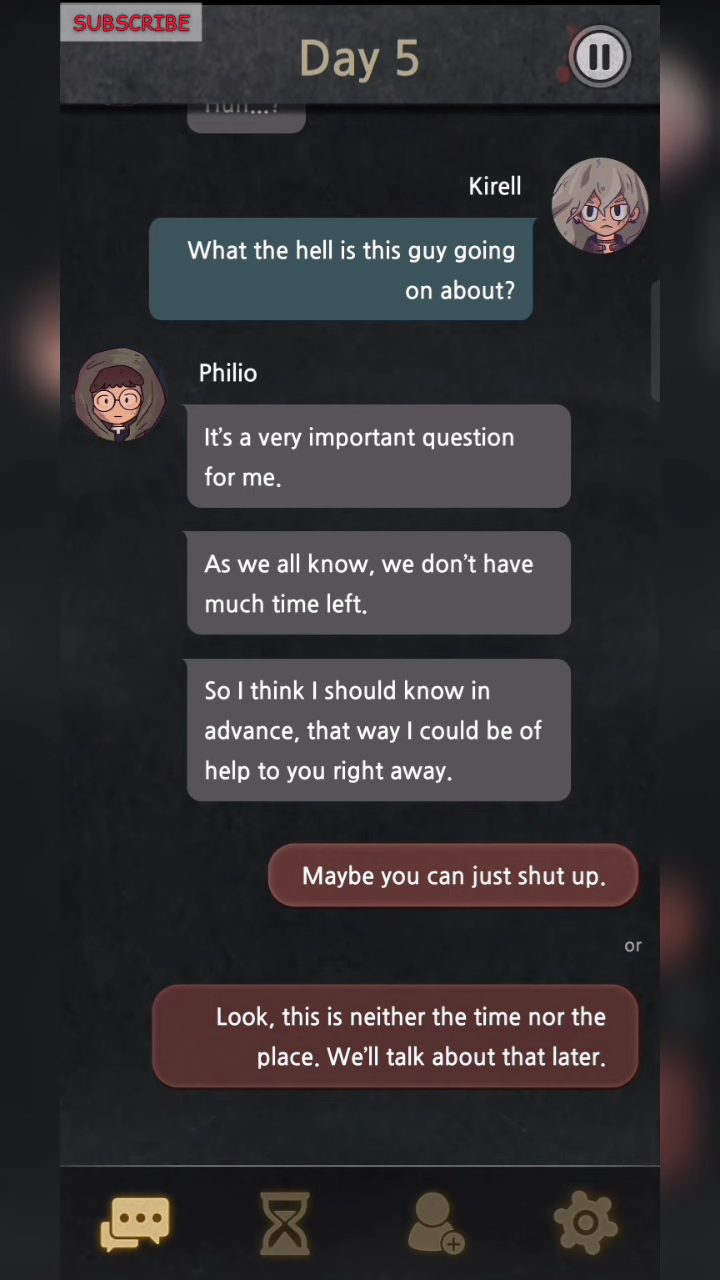 SUBSCRIBE
Day 5
Huh...?
Kirell
What the hell is this guy going
on about?
Philio
It's a very important question
for me.
As we all know, we don't have
much time left.
So I think I should know in
advance, that way I could be of
help to you right away.
Maybe you can just shut up.
or
Look, this is neither the time nor the
place. We'll talk about that later.